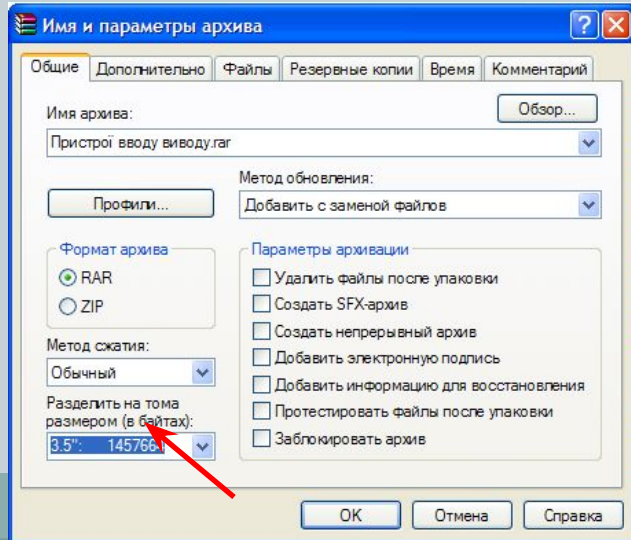 Имя и параметры архива
Общие Дополнительно Файлы Резервные копии Время Комментарий
Имя архива:
Обзор...
Пристрої вводу виводу.rar
Метод обновления:
Профили...
Добавить с заменой файлов
Формат архива
Параметры архивации
RAR
Удалить файлы после упаковки
ZIP
Создать SFX-архив
Создать непрерывный архив
Метод сжатия:
Добавить электронную подпись
Обычный
Добавить информацию для восстановления
Разделить на тома
размером (в байтах):
Протестировать файлы после упаковки
3.5":
Заблокировать архив
OK Отмена Справка